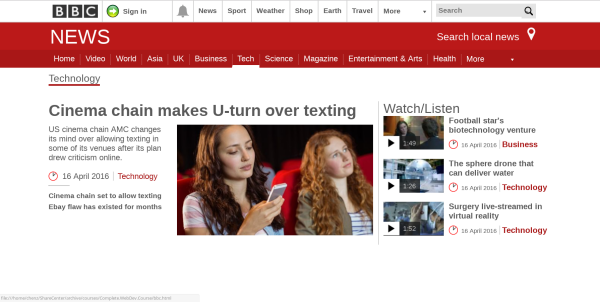 BBC Sign in News Sport Weather Shop Earth Travel More Search
NEWS
Search local news
Home Video World Asia UK Business Tech Science Magazine Entertainment & Arts Health More
Technology
Cinema chain makes U-turn over texting
US cinema chain AMC changes
its mind over allowing texting in
some of its venues after its plan
drew criticism online.
16 April 2016 Technology
Cinema chain set to allow texting
Ebay flaw has existed for months
Watch/Listen
1:49
Football star's
biotechnology venture
16 April 2016 Business
1:26
The sphere drone that
can deliver water
16 April 2016 Technology
1:52
Surgery live-streamed in
virtual reality
16 April 2016 Technology